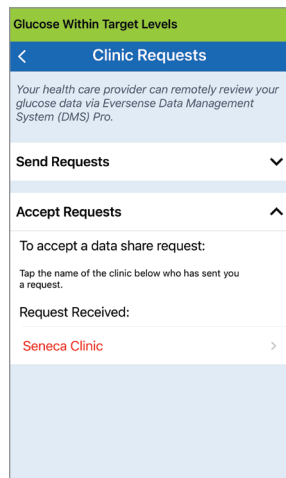 Glucose Within Target Levels
Clinic Requests
Your health care provider can remotely review your
glucose data via Eversense Data Management
System (DMS) Pro.
Send Requests
Accept Requests
To accept a data share request:
Tap the name of the clinic below who has sent you
a request.
Request Received:
Seneca Clinic